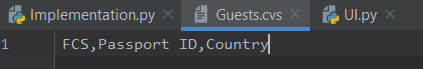 Implementation.py Guests.cvs UI.py
1 FCS,Passport ID,Country